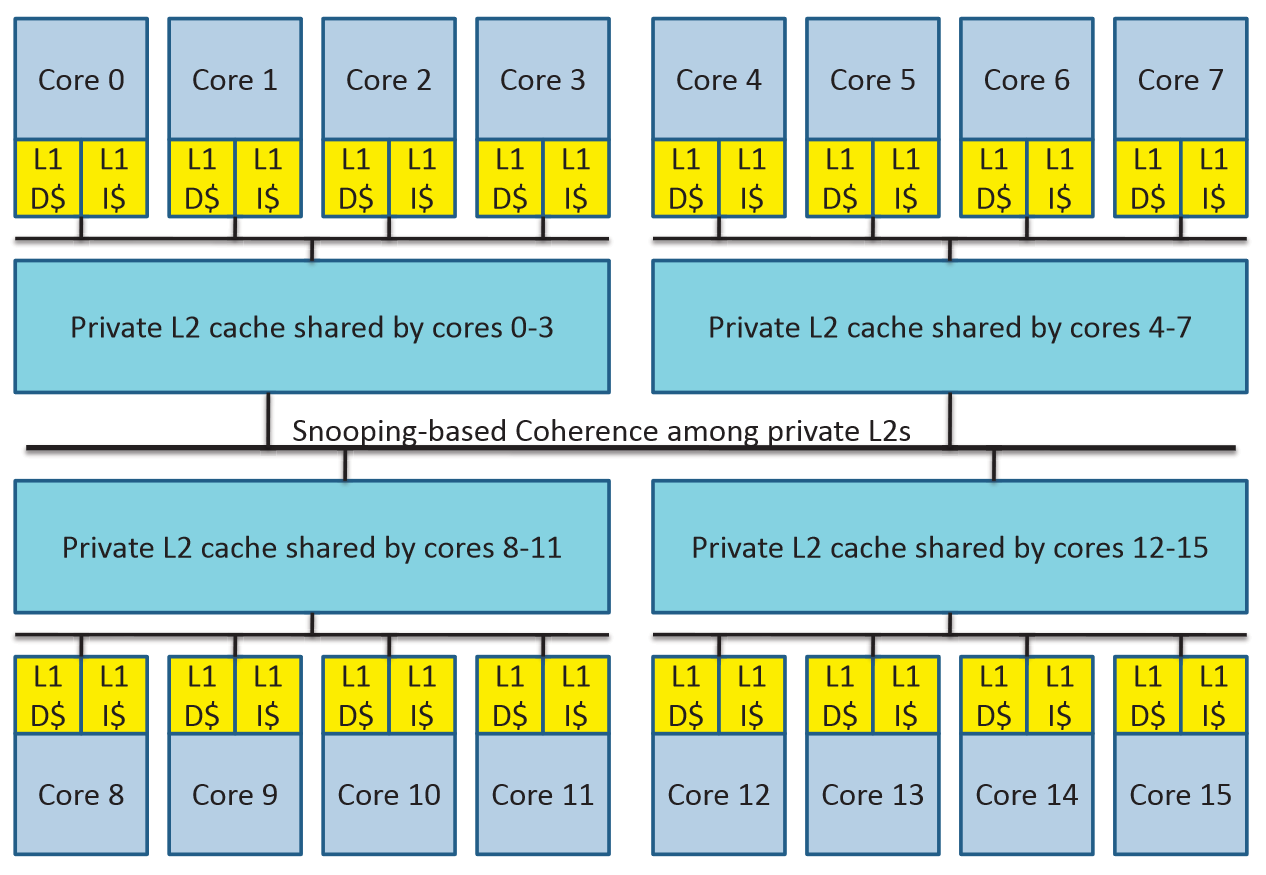 Core 0 Core 1 Core 2 Core 3 Core 4 Core 5 Core 6 Core 7
L1 L1 L1 L1 L1 L1 L1 L1 L1 L1 L1 L1 L1 L1 L1 L1
D$ I$ D$ I$ D$ I$ D$ I$ D$ I$ D$ I$ D$ I$ D$ I$
Private L2 cache shared by cores 0-3 Private L2 cache shared by cores 4-7
Snooping-based Coherence among private L2s
Private L2 cache shared by cores 8-11 Private L2 cache shared by cores 12-15
L1 L1 L1 L1 L1 L1 L1 L1 L1 L1 L1 L1 L1 L1 L1 L1
D$ I$ D$ I$ D$ I$ D$ I$ D$ I$ D$ I$ D$ I$ D$ I$
Core 8 Core 9 Core 10 Core 11 Core 12 Core 13 Core 14 Core 15